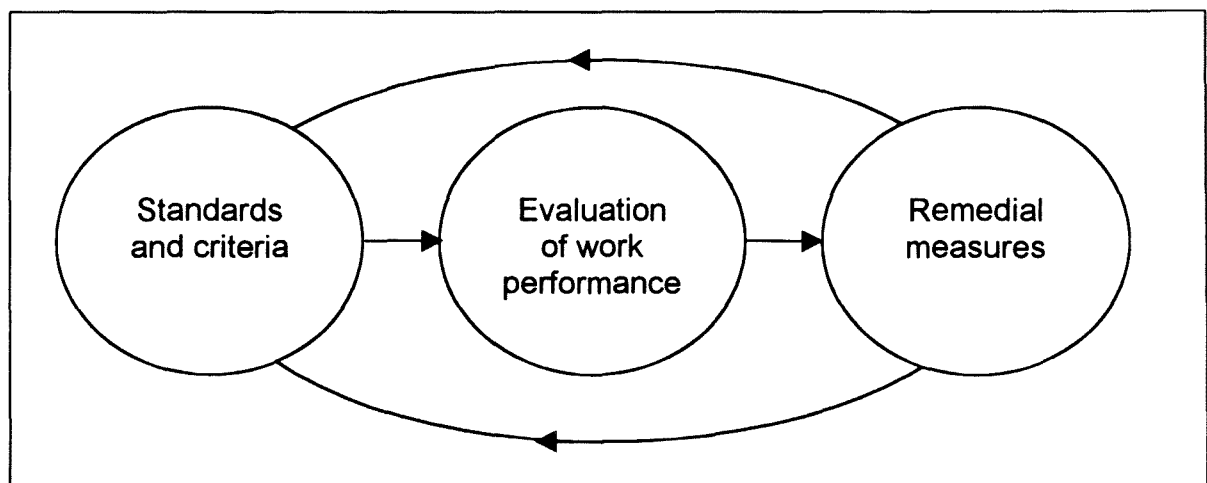 Standards
and criteria
Evaluation
of work
performance
Remedial
measures